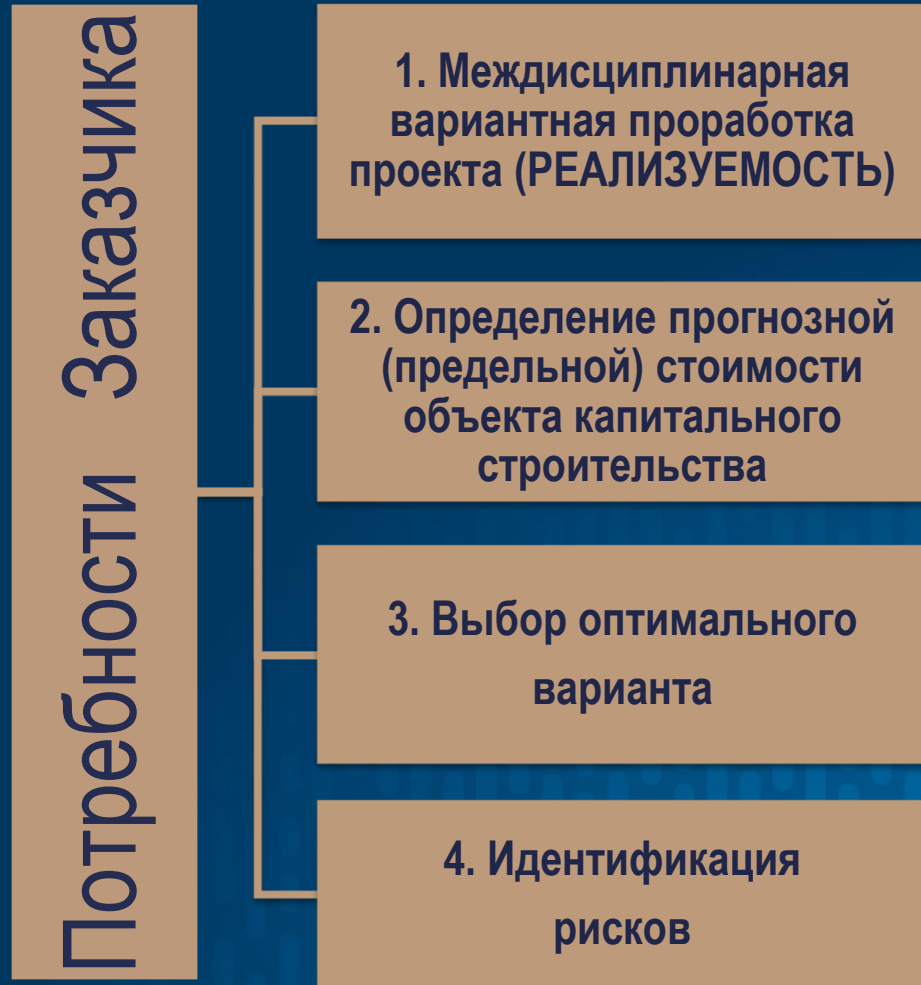 Потребности Заказчика
1. Междисциплинарная
вариантная проработка
проекта (РЕАЛИЗУЕМОСТЬ)
2. Определение прогнозной
(предельной) стоимости
объекта капитального
строительства
3. Выбор оптимального
варианта
4. Идентификация
рисков